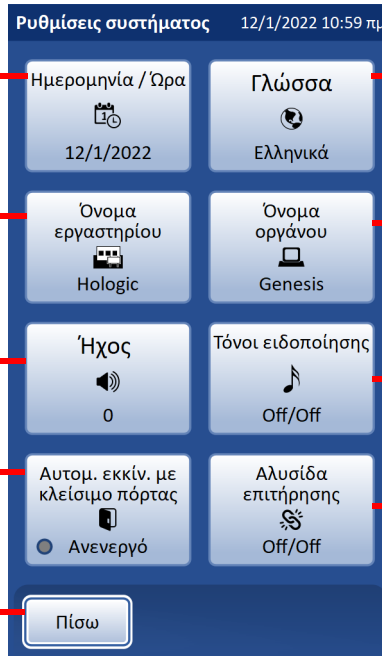 Ρυθμίσεις συστήματος 12/1/2022 10:59 πμ
Ημερομηνία / Ώρα
12/1/2022
Γλώσσα
Ελληνικά
Όνομα
εργαστηρίου
Hologic
Όνομα
οργάνου
Genesis
Ήχος
0
Τόνοι ειδοποίησης
Off/Off
Αυτομ. εκκίν. με
κλείσιμο πόρτας
Ανενεργό
Αλυσίδα
επιτήρησης
Off/Off
Πίσω